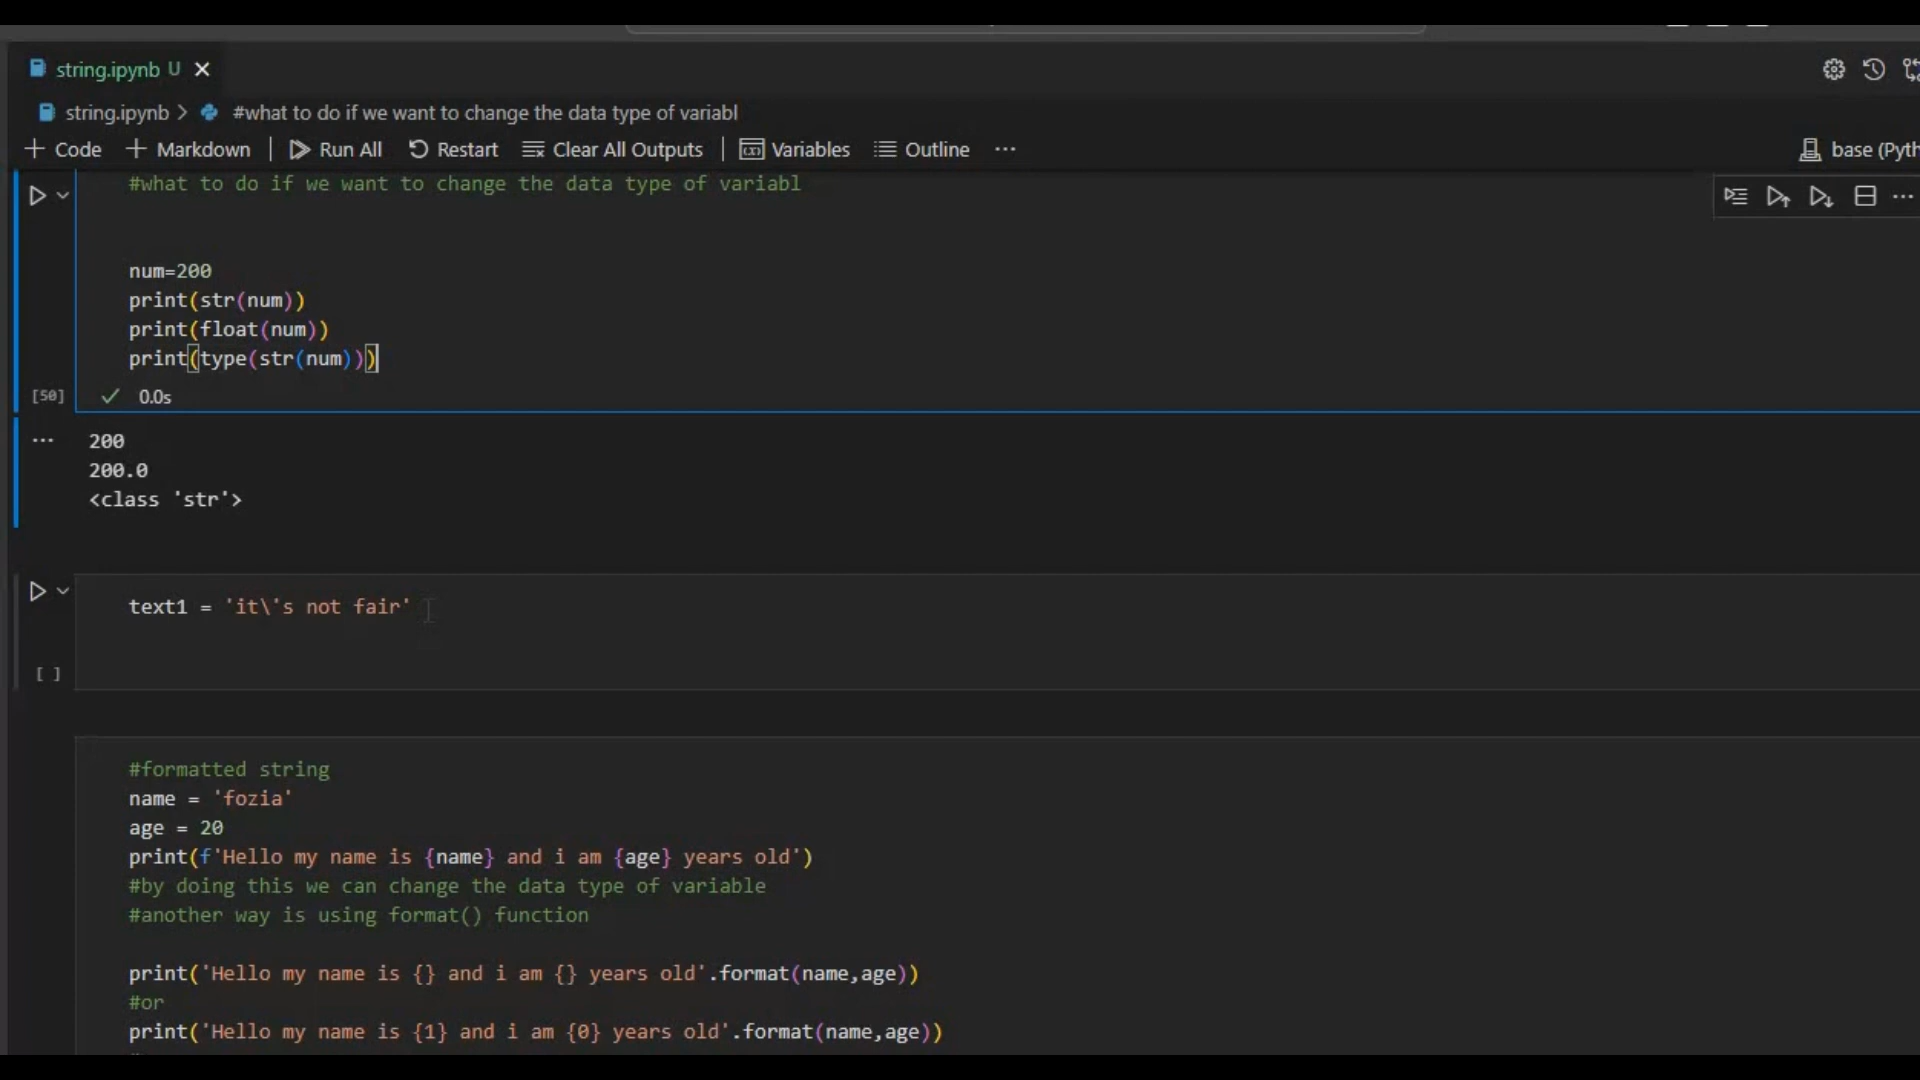 string.ipynb U
string.ipynb > #what to do if we want to change the data type of variabl
+ Code + Markdown | Run All Restart Clear All Outputs | Variables Outline ...
base (Pyth
#what to do if we want to change the data type of variabl
num=200
print(str(num))
print(float(num))
print(type(str(num)))
[50] 0.0s
200
200.0
<class 'str'>
text1 = 'it\'s not fair'
[ ]
#formatted string
name = 'fozia'
age = 20
print(f'Hello my name is {name} and i am {age} years old')
#by doing this we can change the data type of variable
#another way is using format() function
print('Hello my name is {} and i am {} years old'.format(name,age))
#or
print('Hello my name is {1} and i am {0} years old'.format(name,age))